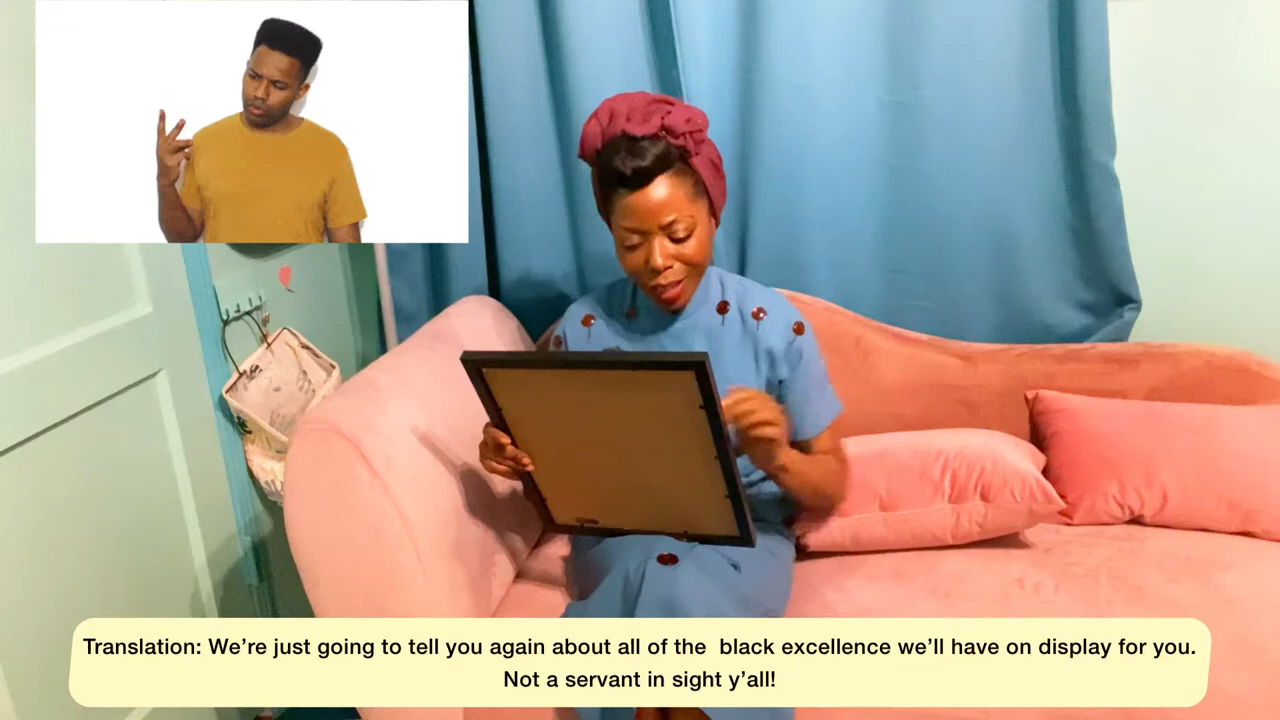 Translation: We're just going to tell you again about all of the  black excellence we'll have on display for you.
Not a servant in sight y'all!